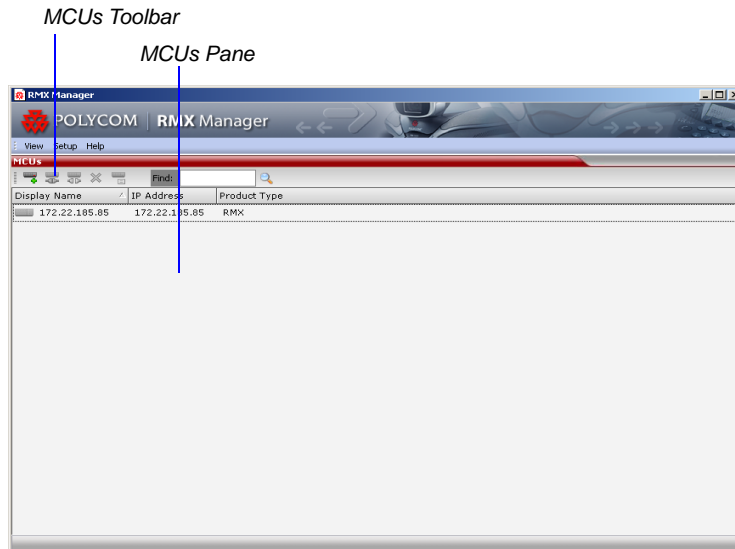 MCUs Toolbar
MCUs Pane
RMX Manager
POLYCOM | RMX Manager
View Setup Help
MCUs
Find:
Display Name IP Address Product Type
172.22.185.85 172.22.185.85 RMX